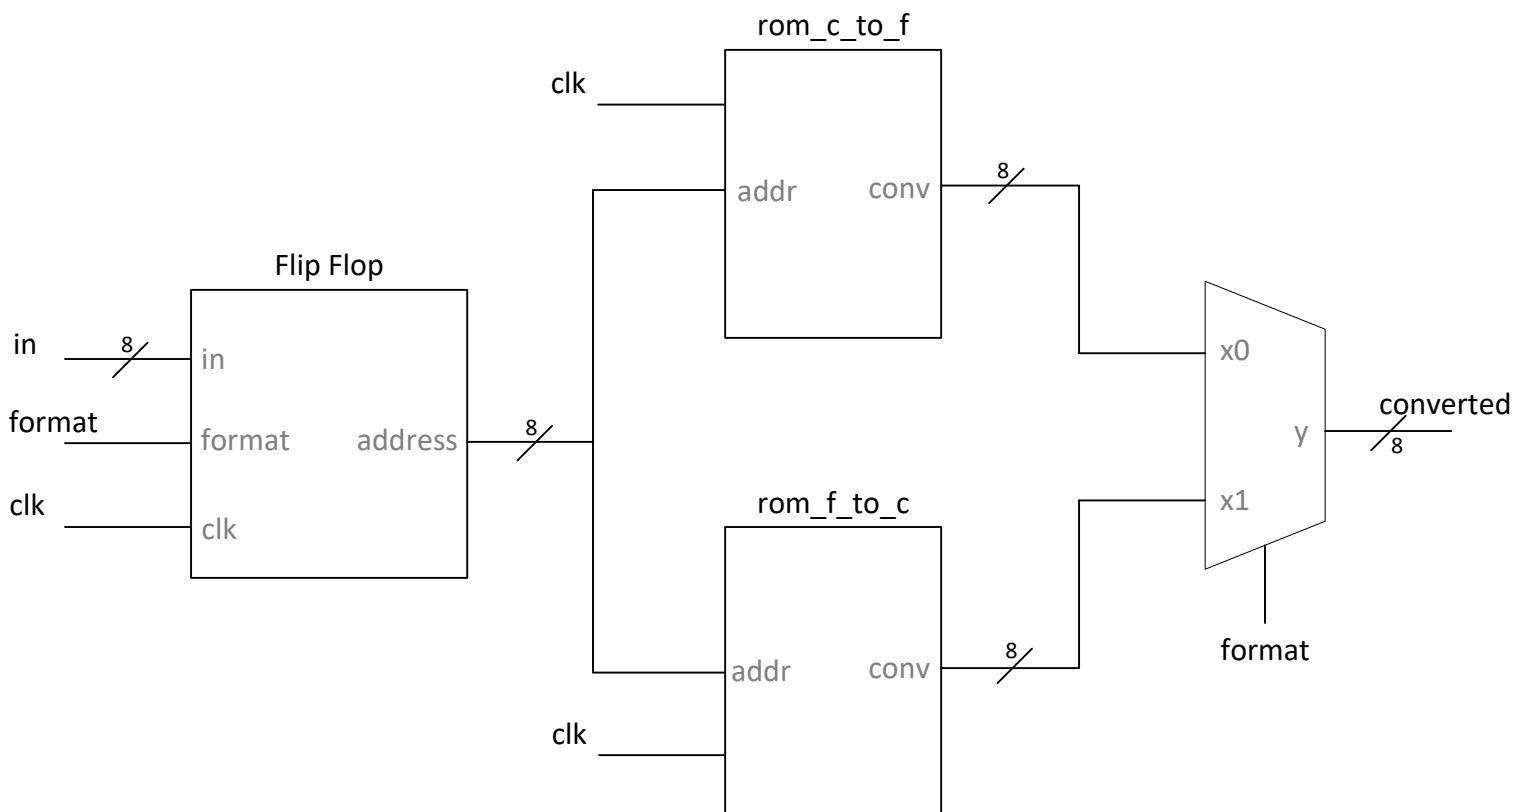 rom_c_to_f
clk
addr
conv
8
Flip Flop
in
8
in
format
format
address
8
clk
clk
x0
x1
y
converted
8
format
rom_f_to_c
addr
conv
8
clk